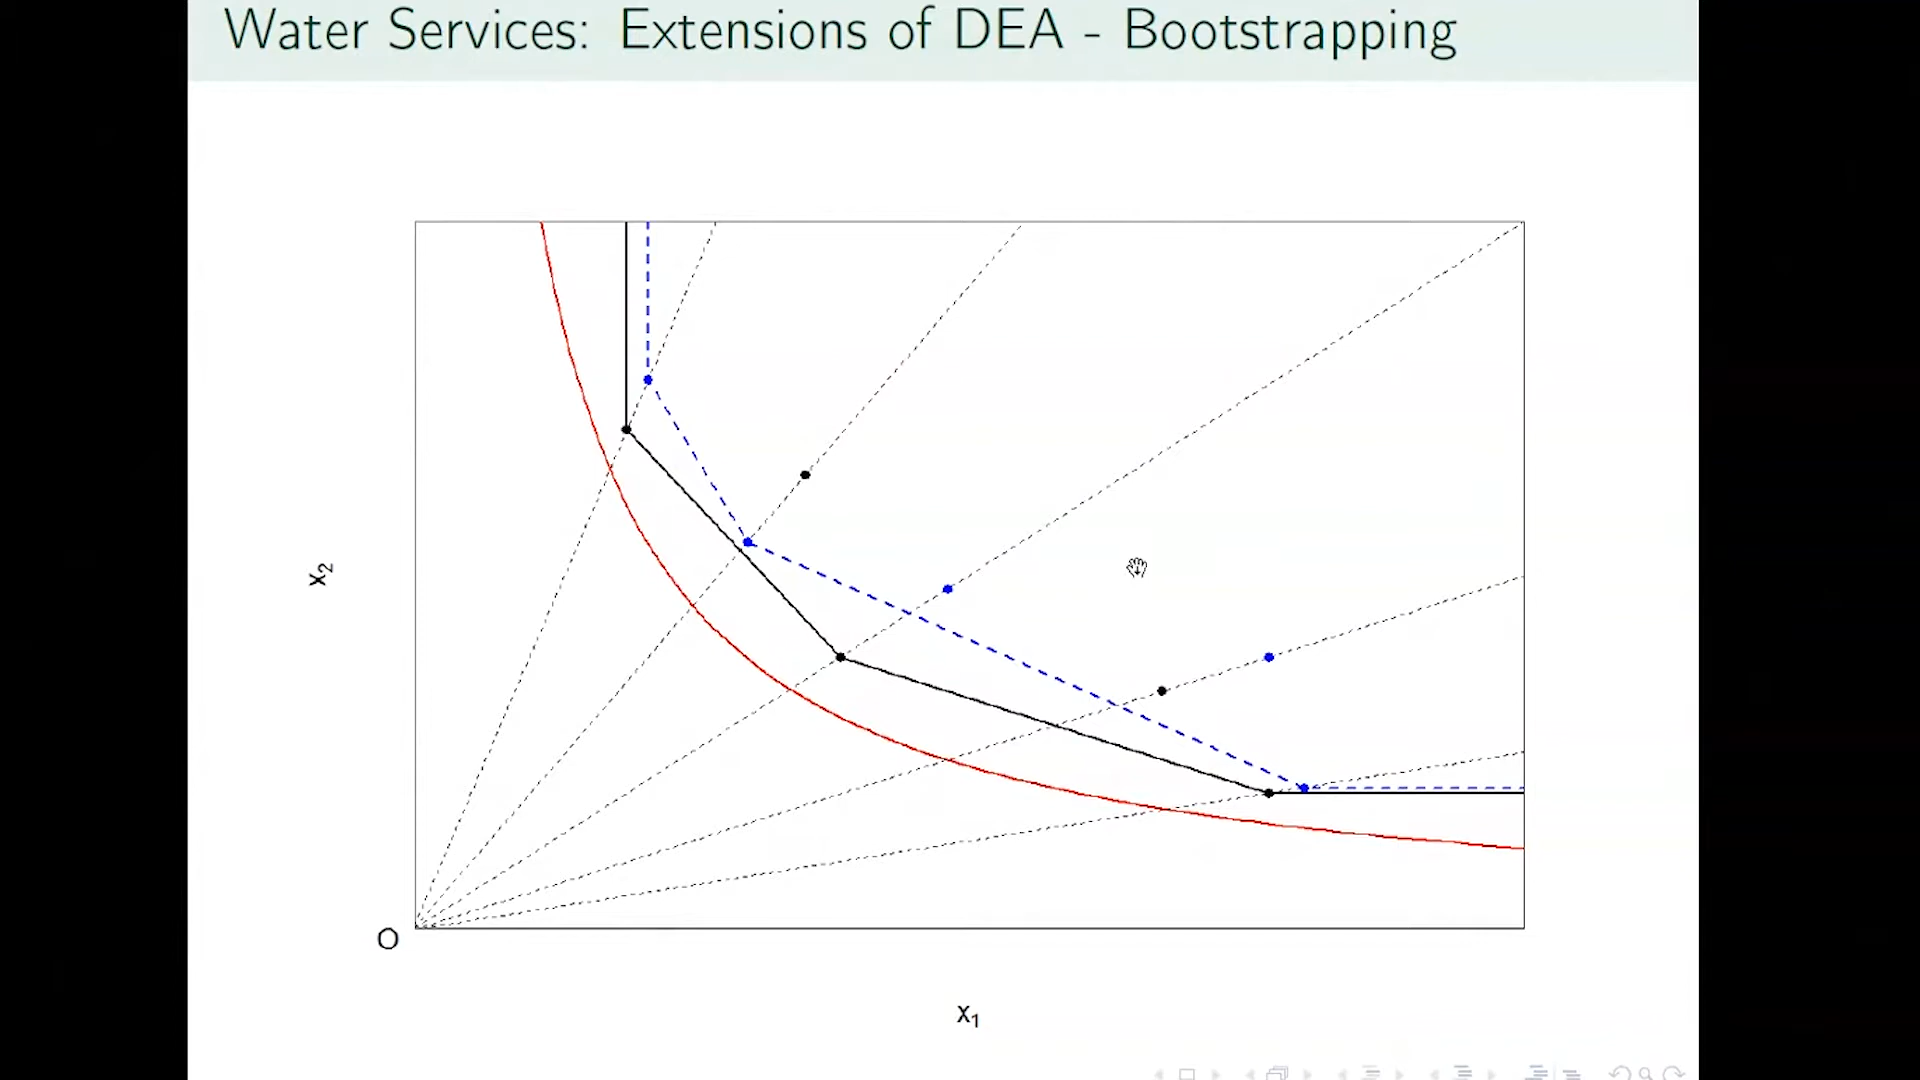 Water Services: Extensions of DEA - Bootstrapping
x₂
O
x₁